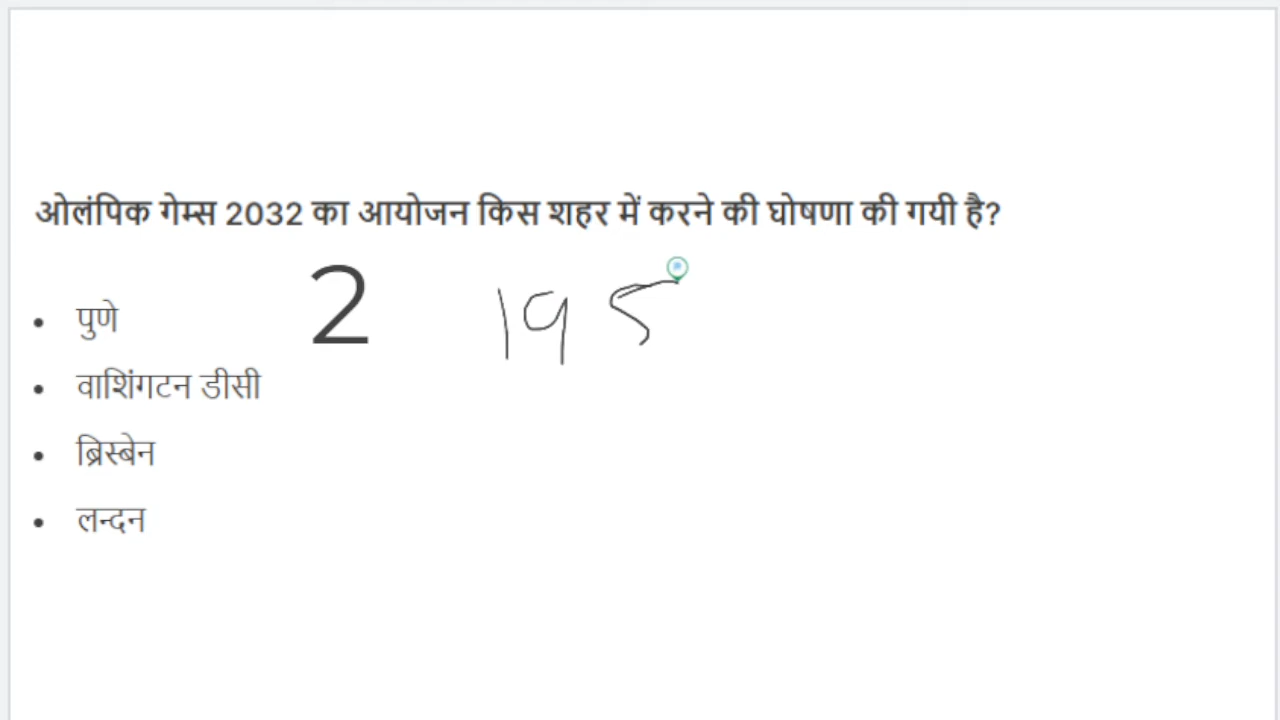 ओलंपिक गेम्स 2032 का आयोजन किस शहर में करने की घोषणा की गयी है?
2 195
• पुणे
• वाशिंगटन डीसी
• ब्रिस्बेन
• लन्दन